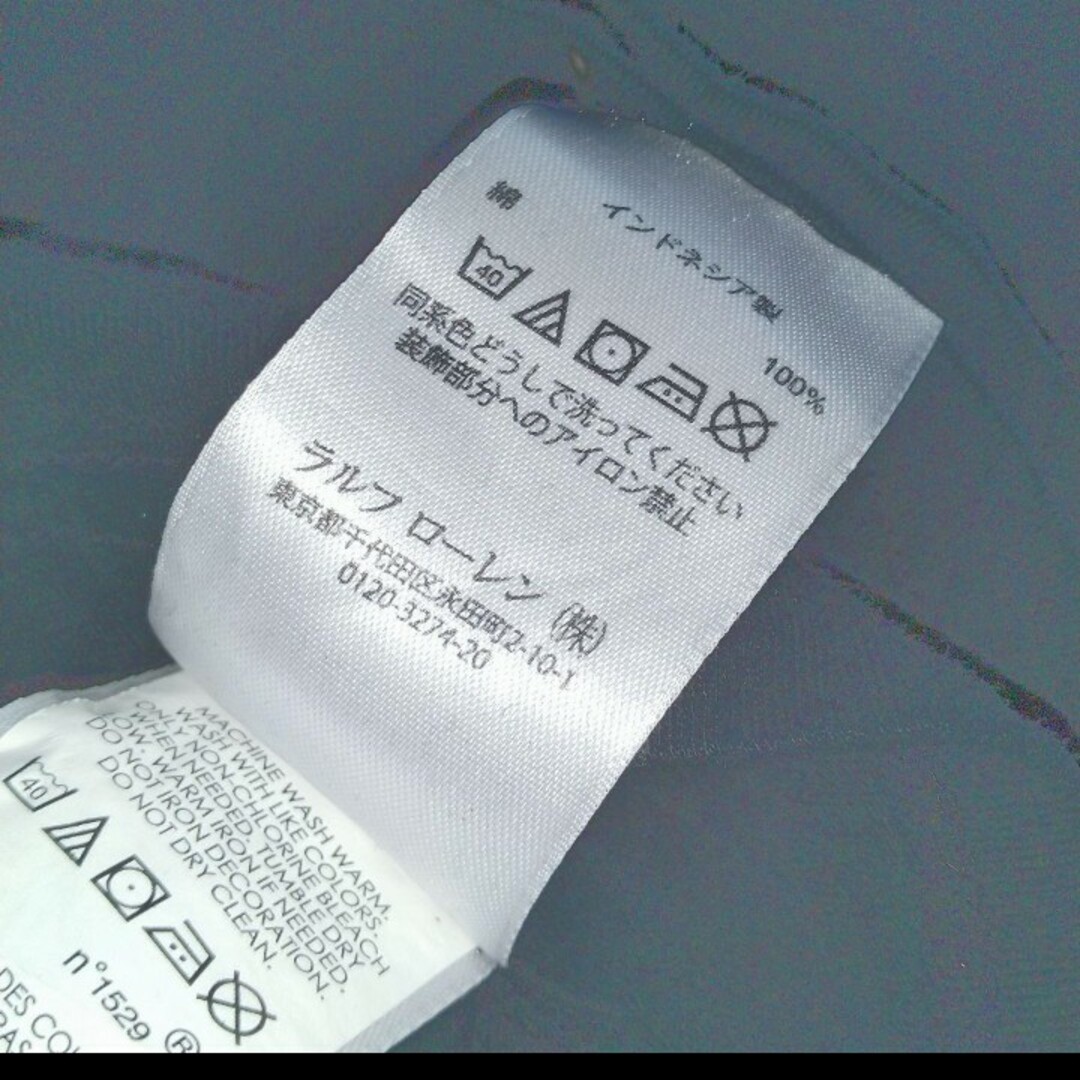 インドネシア製
綿 100%
40
同系色どうしで洗ってください
装飾部分へのアイロン禁止
ラルフ ローレン (株)
東京都千代田区永田町2-10-1
0120-3274-20
MACHINE WASH WARM.
WASH WITH LIKE COLORS.
ONLY NON-CHLORINE BLEACH
WHEN NEEDED. TUMBLE DRY
LOW. WARM IRON IF NEEDED.
DO NOT IRON DECORATION.
DO NOT DRY CLEAN.
40
n°1529 ®
DES